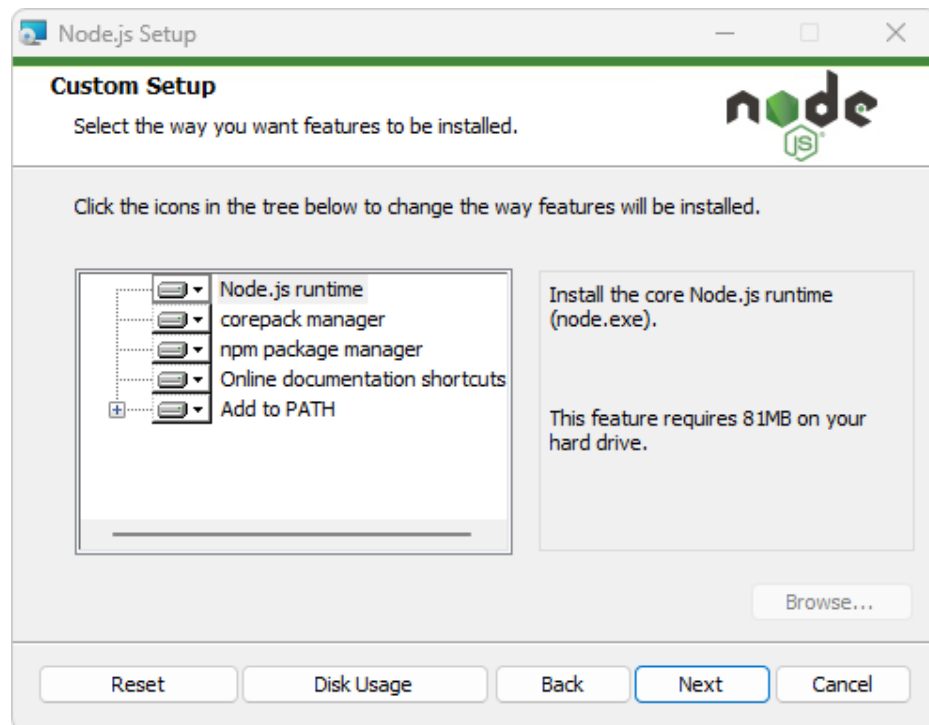 Node.js Setup
Custom Setup
Select the way you want features to be installed.
node
JS
Click the icons in the tree below to change the way features will be installed.
Node.js runtime
corepack manager
npm package manager
Online documentation shortcuts
Add to PATH
Install the core Node.js runtime
(node.exe).
This feature requires 81MB on your
hard drive.
Browse...
Reset
Disk Usage
Back
Next
Cancel